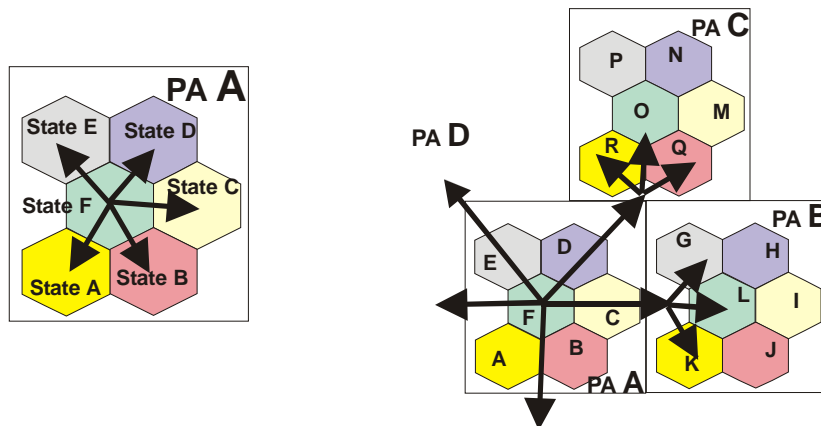 PA A
State E
State D
State C
State F
State A
State B
PA C
P
N
O
M
R
Q
PA D
PA B
E
D
G
H
F
C
L
I
A
B
K
J
PA A